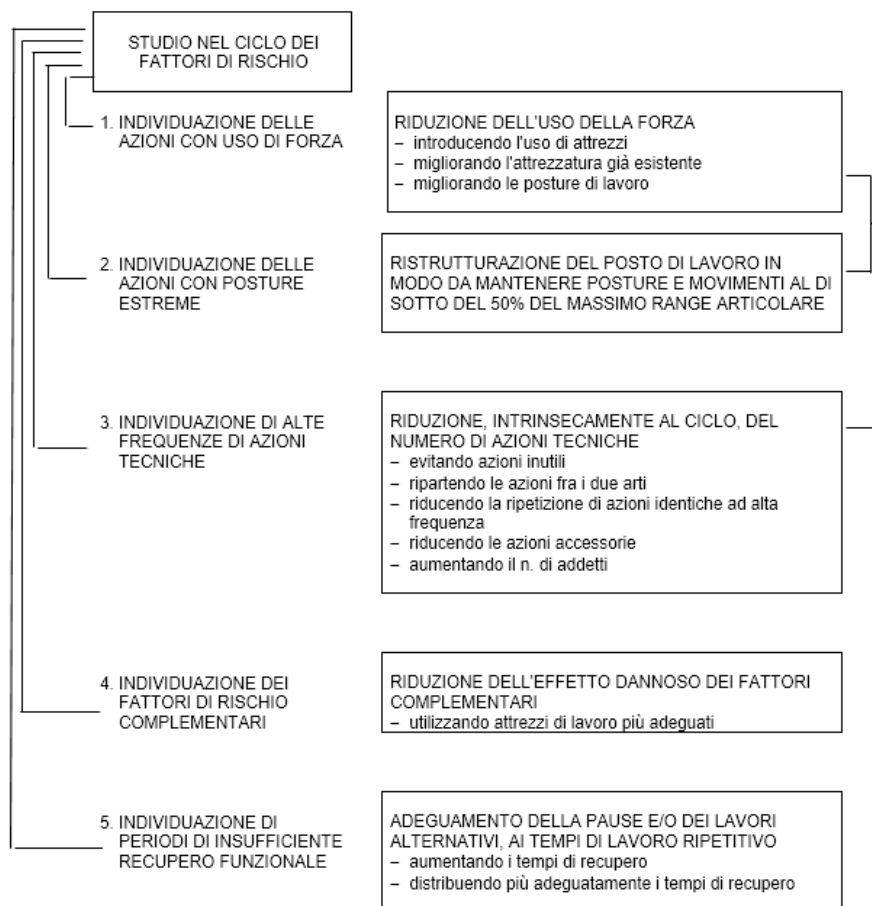 STUDIO NEL CICLO DEI
FATTORI DI RISCHIO
1. INDIVIDUAZIONE DELLE
AZIONI CON USO DI FORZA
RIDUZIONE DELL'USO DELLA FORZA
– introducendo l'uso di attrezzi
– migliorando l'attrezzatura già esistente
– migliorando le posture di lavoro
2. INDIVIDUAZIONE DELLE
AZIONI CON POSTURE
ESTREME
RISTRUTTURAZIONE DEL POSTO DI LAVORO IN
MODO DA MANTENERE POSTURE E MOVIMENTI AL DI
SOTTO DEL 50% DEL MASSIMO RANGE ARTICOLARE
3. INDIVIDUAZIONE DI ALTE
FREQUENZE DI AZIONI
TECNICHE
RIDUZIONE, INTRINSECAMENTE AL CICLO, DEL
NUMERO DI AZIONI TECNICHE
– evitando azioni inutili
– ripartendo le azioni fra i due arti
– riducendo la ripetizione di azioni identiche ad alta
frequenza
– riducendo le azioni accessorie
– aumentando il n. di addetti
4. INDIVIDUAZIONE DEI
FATTORI DI RISCHIO
COMPLEMENTARI
RIDUZIONE DELL'EFFETTO DANNOSO DEI FATTORI
COMPLEMENTARI
– utilizzando attrezzi di lavoro più adeguati
5. INDIVIDUAZIONE DI
PERIODI DI INSUFFICIENTE
RECUPERO FUNZIONALE
ADEGUAMENTO DELLA PAUSE E/O DEI LAVORI
ALTERNATIVI, AI TEMPI DI LAVORO RIPETITIVO
– aumentando i tempi di recupero
– distribuendo più adeguatamente i tempi di recupero